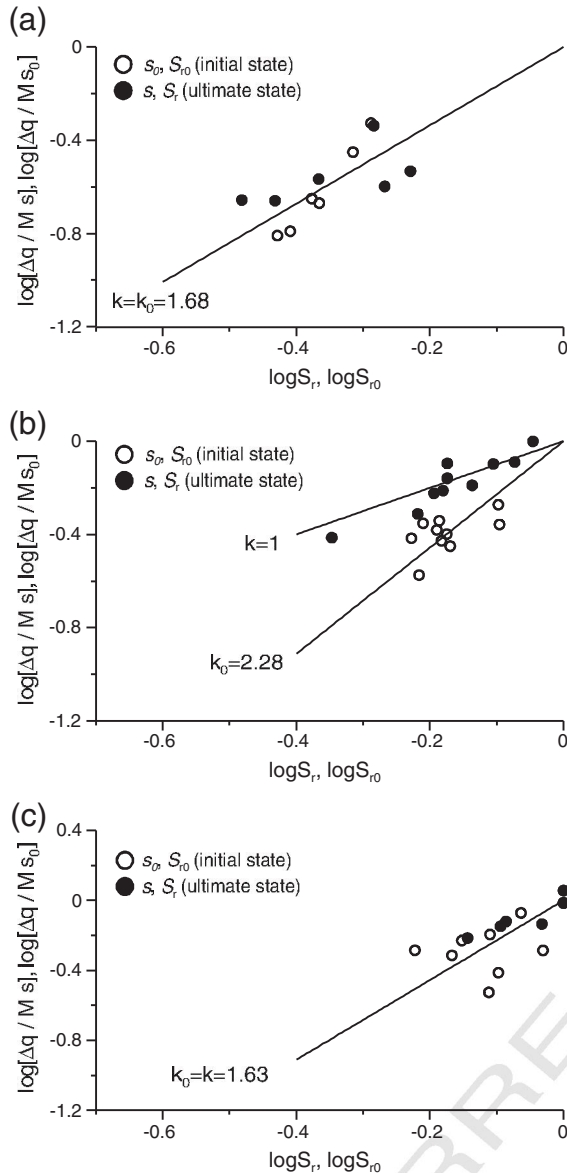 (a)
0
-0.4
-0.8
-1.2
log[Δq / M s], log[Δq / M s₀]
s₀, Sᵣ₀ (initial state)
s, Sᵣ (ultimate state)
k=k₀=1.68
-0.6 -0.4 -0.2 0
logSᵣ, logSᵣ₀
(b)
0
-0.4
-0.8
-1.2
log[Δq / M s], log[Δq / M s₀]
s₀, Sᵣ₀ (initial state)
s, Sᵣ (ultimate state)
k=1
k₀=2.28
-0.6 -0.4 -0.2 0
logSᵣ, logSᵣ₀
(c)
0.4
0
-0.4
-0.8
-1.2
log[Δq / M s], log[Δq / M s₀]
s₀, Sᵣ₀ (initial state)
s, Sᵣ (ultimate state)
k₀=k=1.63
-0.6 -0.4 -0.2 0
logSᵣ, logSᵣ₀
RRE